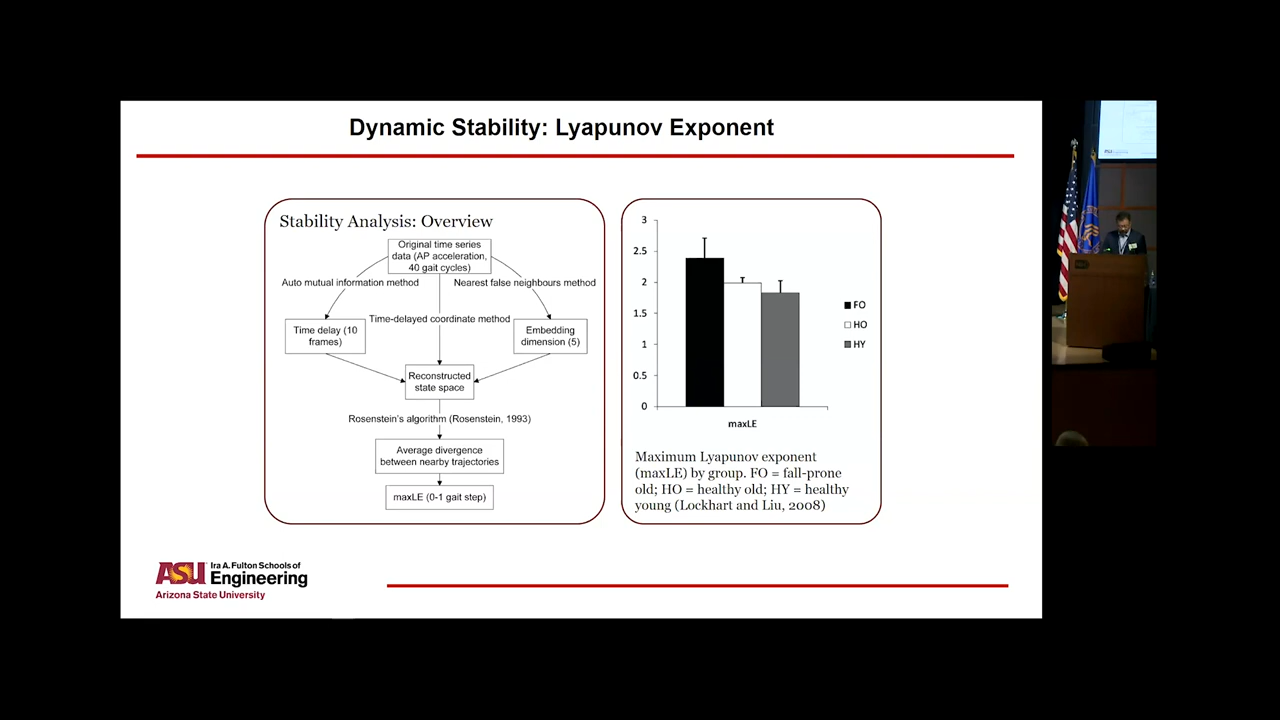 Dynamic Stability: Lyapunov Exponent
Stability Analysis: Overview
Original time series
data (AP acceleration,
40 gait cycles)
Auto mutual information method
Nearest false neighbours method
Time-delayed coordinate method
Time delay (10
frames)
Embedding
dimension (5)
Reconstructed
state space
Rosenstein's algorithm (Rosenstein, 1993)
Average divergence
between nearby trajectories
maxLE (0-1 gait step)
3
2.5
2
1.5
1
0.5
0
maxLE
FO
HO
HY
Maximum Lyapunov exponent
(maxLE) by group. FO = fall-prone
old; HO = healthy old; HY = healthy
young (Lockhart and Liu, 2008)
ASU
Ira A. Fulton Schools of
Engineering
Arizona State University